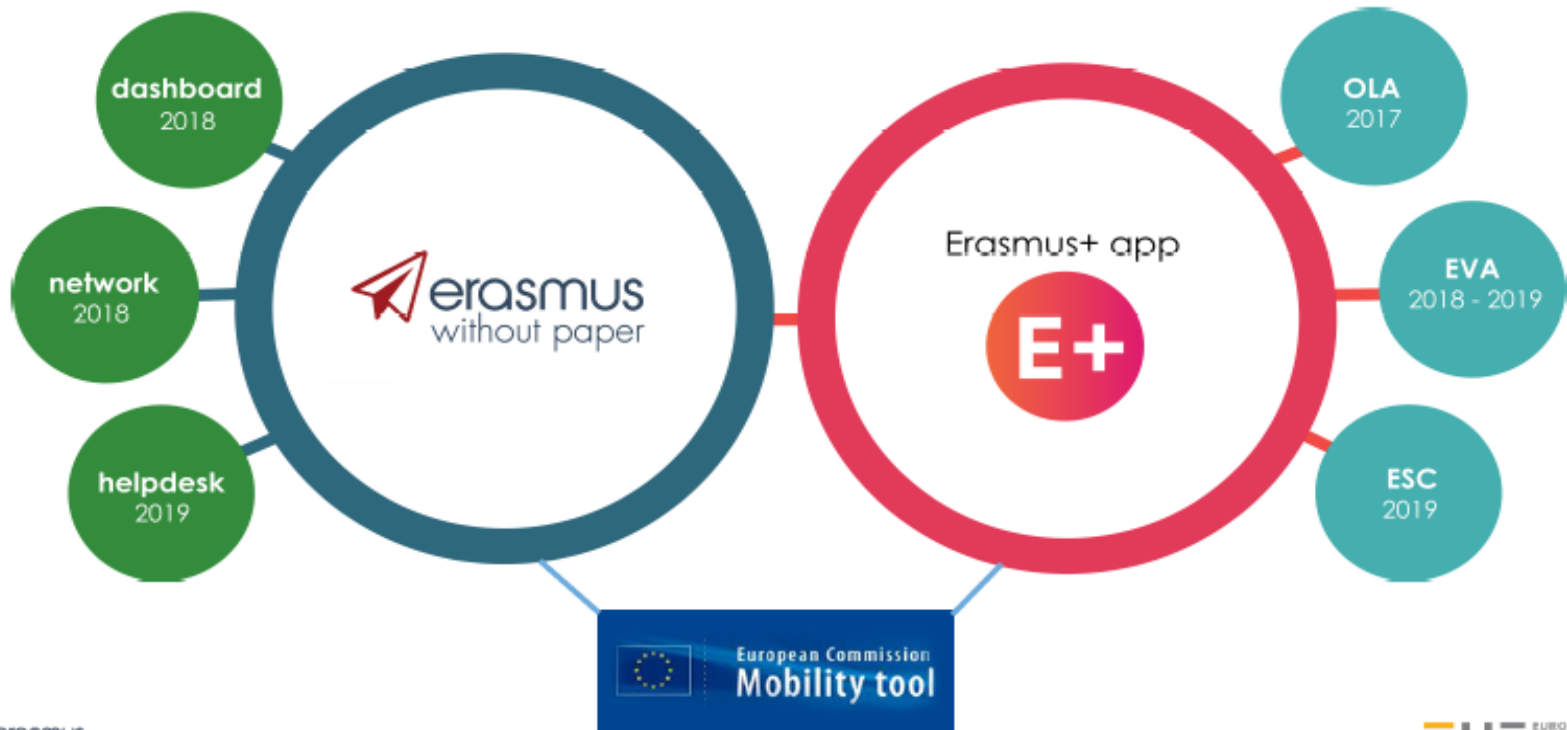 dashboard
2018
network
2018
helpdesk
2019
erasmus
without paper
Erasmus+ app
E+
OLA
2017
EVA
2018 - 2019
ESC
2019
European Commission
Mobility tool
EURO